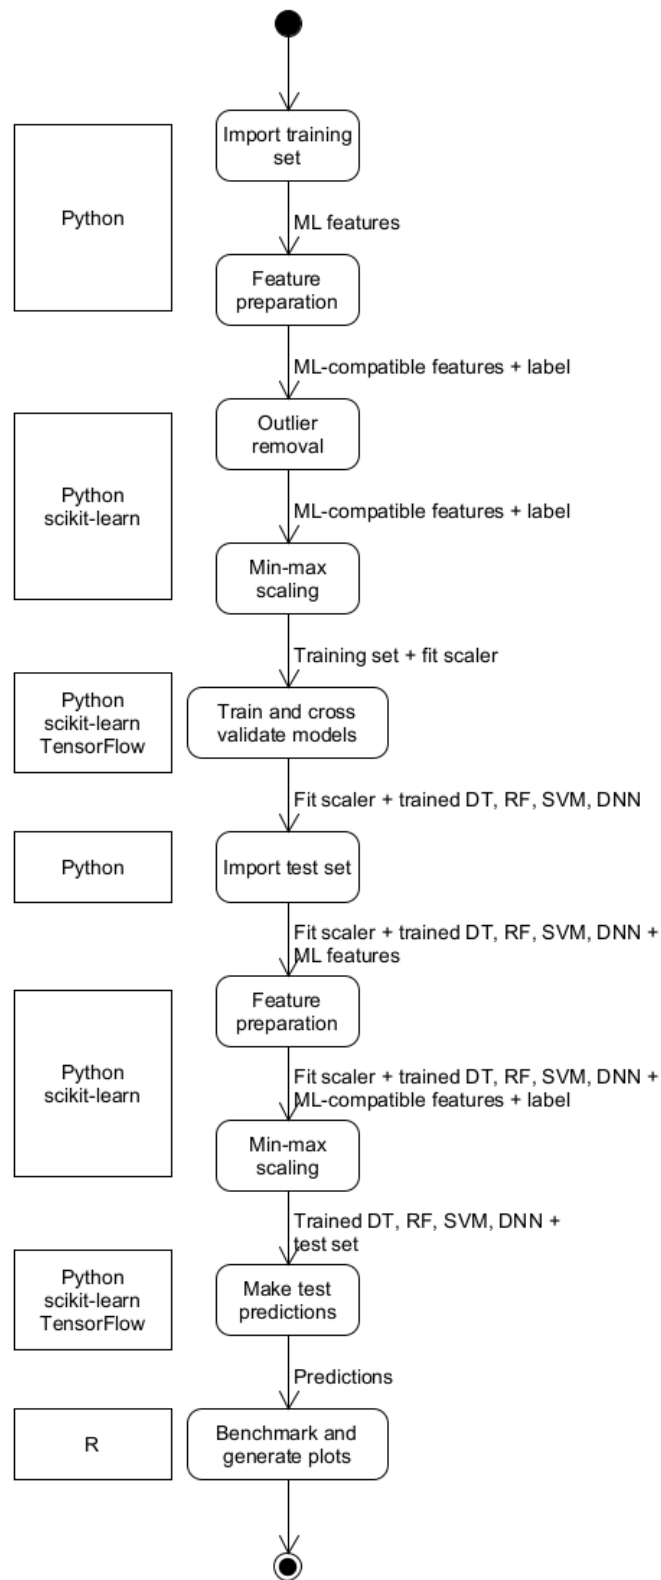 Import training
set
Python
ML features
Feature
preparation
ML-compatible features + label
Outlier
removal
Python
scikit-learn
ML-compatible features + label
Min-max
scaling
Training set + fit scaler
Python
scikit-learn
TensorFlow
Train and cross
validate models
Fit scaler + trained DT, RF, SVM, DNN
Python
Import test set
Fit scaler + trained DT, RF, SVM, DNN +
ML features
Feature
preparation
Python
scikit-learn
Fit scaler + trained DT, RF, SVM, DNN +
ML-compatible features + label
Min-max
scaling
Trained DT, RF, SVM, DNN +
test set
Python
scikit-learn
TensorFlow
Make test
predictions
Predictions
R
Benchmark and
generate plots